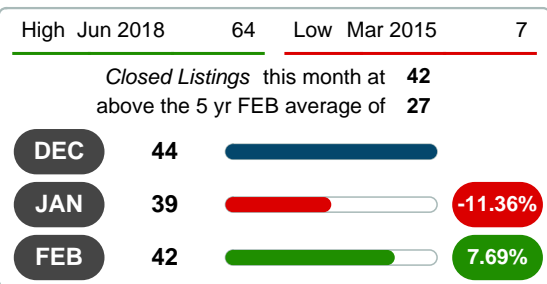 High Jun 2018 64 Low Mar 2015 7
Closed Listings this month at 42
above the 5 yr FEB average of 27
DEC 44
JAN 39 -11.36%
FEB 42 7.69%